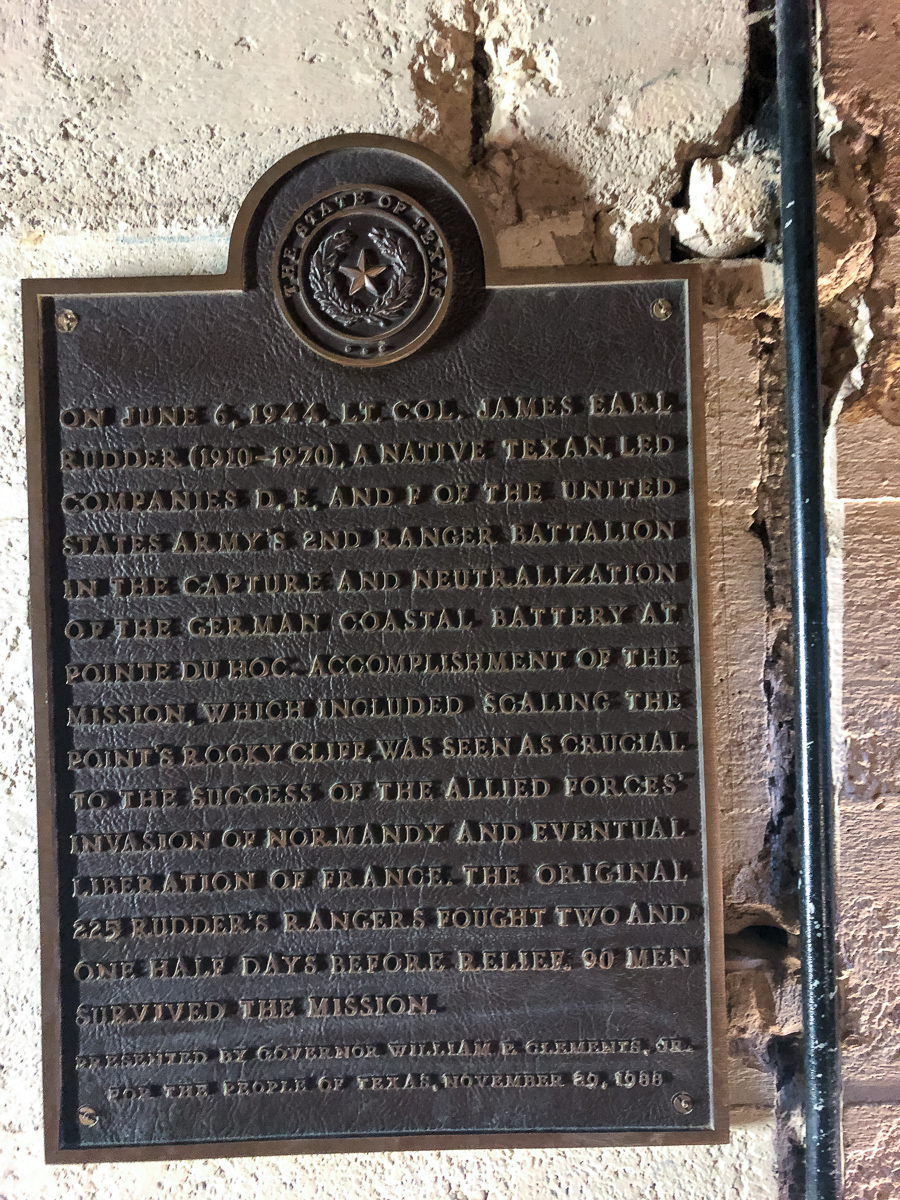 THE STATE OF TEXAS
ON JUNE 6, 1944, LT. COL. JAMES EARL
RUDDER (1910-1970), A NATIVE TEXAN, LED
COMPANIES D, E, AND F OF THE UNITED
STATES ARMY'S 2ND RANGER BATTALION
IN THE CAPTURE AND NEUTRALIZATION
OF THE GERMAN COASTAL BATTERY AT
POINTE DU HOC. ACCOMPLISHMENT OF THE
MISSION, WHICH INCLUDED SCALING THE
POINT'S ROCKY CLIFF, WAS SEEN AS CRUCIAL
TO THE SUCCESS OF THE ALLIED FORCES'
INVASION OF NORMANDY AND EVENTUAL
LIBERATION OF FRANCE. THE ORIGINAL
225 RUDDER'S RANGERS FOUGHT TWO AND
ONE HALF DAYS BEFORE RELIEF. 90 MEN
SURVIVED THE MISSION.
PRESENTED BY GOVERNOR WILLIAM P. CLEMENTS, JR.
FOR THE PEOPLE OF TEXAS, NOVEMBER 29, 1988